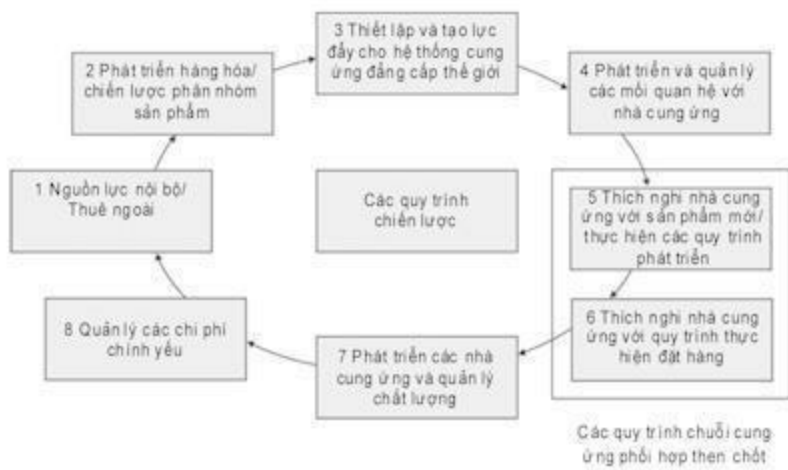 1 Nguồn lực nội bộ/
Thuê ngoài
2 Phát triển hàng hóa/
chiến lược phân nhóm
sản phẩm
3 Thiết lập và tạo lực
đẩy cho hệ thống cung
ứng đẳng cấp thế giới
4 Phát triển và quản lý
các mối quan hệ với
nhà cung ứng
5 Thích nghi nhà cung
ứng với sản phẩm mới/
thực hiện các quy trình
phát triển
6 Thích nghi nhà cung
ứng với quy trình thực
hiện đặt hàng
7 Phát triển các nhà
cung ứng và quản lý
chất lượng
8 Quản lý các chi phí
chính yếu
Các quy trình
chiến lược
Các quy trình chuỗi cung
ứng phối hợp then chốt